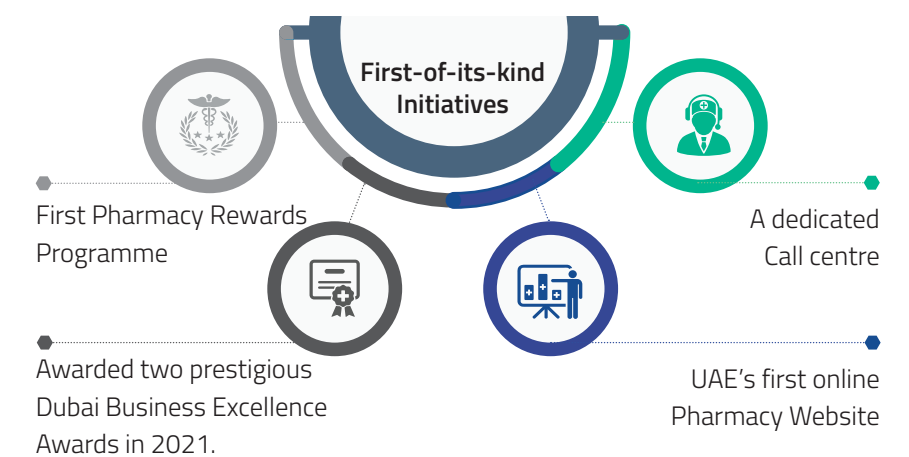 First-of-its-kind
Initiatives
First Pharmacy Rewards
Programme
A dedicated
Call centre
Awarded two prestigious
Dubai Business Excellence
Awards in 2021.
UAE’s first online
Pharmacy Website